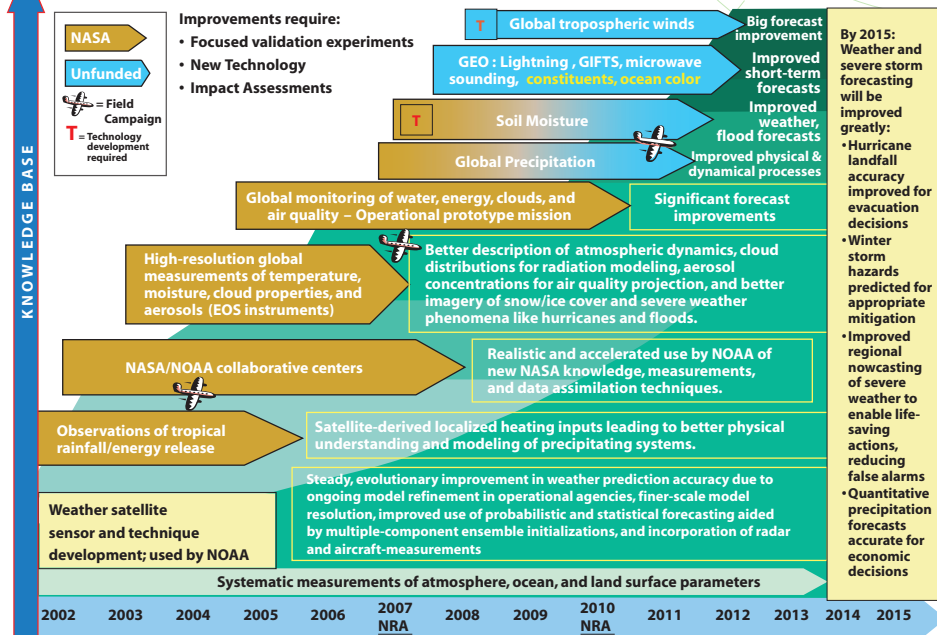 KNOWLEDGE BASE
NASA
Unfunded
= Field
Campaign
T = Technology
development
required
Improvements require:
• Focused validation experiments
• New Technology
• Impact Assessments
T
Global tropospheric winds
Big forecast
improvement
GEO : Lightning , GIFTS, microwave
sounding, constituents, ocean color
Improved
short-term
forecasts
T
Soil Moisture
Improved
weather,
flood forecasts
Global Precipitation
Improved physical &
dynamical processes
Global monitoring of water, energy, clouds, and
air quality – Operational prototype mission
Significant forecast
improvements
High-resolution global
measurements of temperature,
moisture, cloud properties, and
aerosols (EOS instruments)
Better description of atmospheric dynamics, cloud
distributions for radiation modeling, aerosol
concentrations for air quality projection, and better
imagery of snow/ice cover and severe weather
phenomena like hurricanes and floods.
NASA/NOAA collaborative centers
Realistic and accelerated use by NOAA of
new NASA knowledge, measurements,
and data assimilation techniques.
Observations of tropical
rainfall/energy release
Satellite-derived localized heating inputs leading to better physical
understanding and modeling of precipitating systems.
Weather satellite
sensor and technique
development; used by NOAA
Steady, evolutionary improvement in weather prediction accuracy due to
ongoing model refinement in operational agencies, finer-scale model
resolution, improved use of probabilistic and statistical forecasting aided
by multiple-component ensemble initializations, and incorporation of radar
and aircraft-measurements
Systematic measurements of atmosphere, ocean, and land surface parameters
By 2015:
Weather and
severe storm
forecasting
will be
improved
greatly:
• Hurricane
landfall
accuracy
improved for
evacuation
decisions
• Winter
storm
hazards
predicted for
appropriate
mitigation
• Improved
regional
nowcasting
of severe
weather to
enable life-
saving
actions,
reducing
false alarms
• Quantitative
precipitation
forecasts
accurate for
economic
decisions
2002 2003 2004 2005 2006 2007 2008 2009 2010 2011 2012 2013 2014 2015
NRA NRA